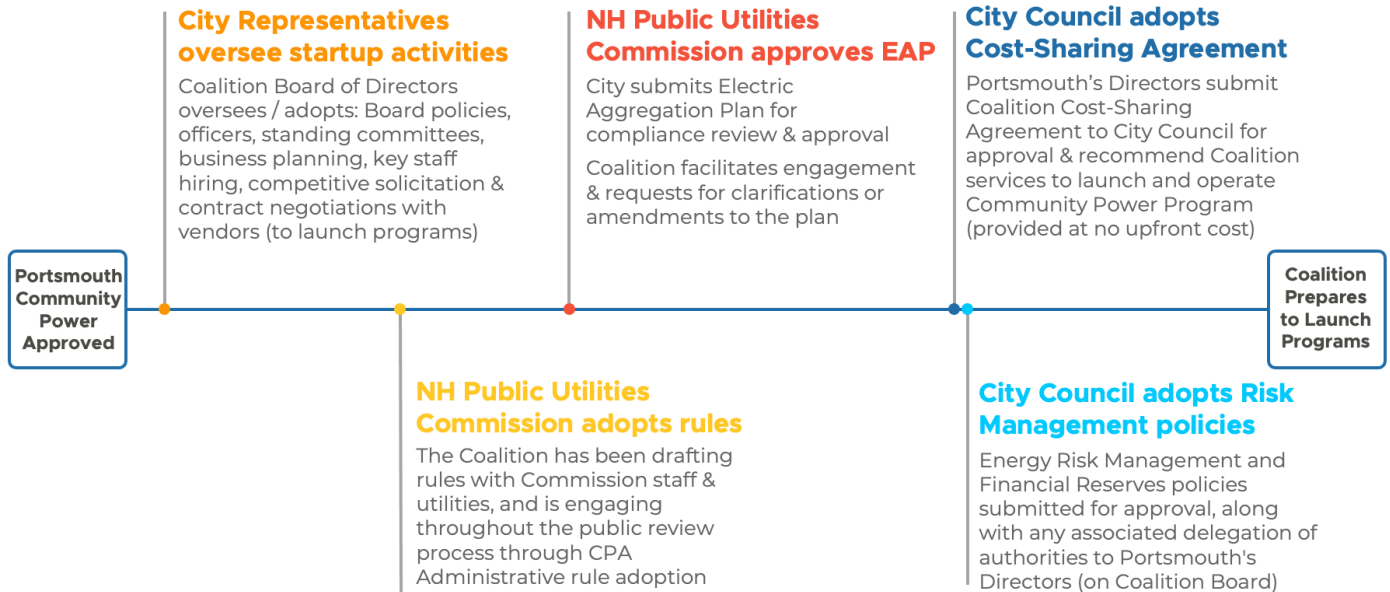 Portsmouth
Community
Power
Approved
City Representatives
oversee startup activities
Coalition Board of Directors
oversees / adopts: Board policies,
officers, standing committees,
business planning, key staff
hiring, competitive solicitation &
contract negotiations with
vendors (to launch programs)
NH Public Utilities
Commission adopts rules
The Coalition has been drafting
rules with Commission staff &
utilities, and is engaging
throughout the public review
process through CPA
Administrative rule adoption
NH Public Utilities
Commission approves EAP
City submits Electric
Aggregation Plan for
compliance review & approval
Coalition facilitates engagement
& requests for clarifications or
amendments to the plan
City Council adopts
Cost-Sharing Agreement
Portsmouth’s Directors submit
Coalition Cost-Sharing
Agreement to City Council for
approval & recommend Coalition
services to launch and operate
Community Power Program
(provided at no upfront cost)
City Council adopts Risk
Management policies
Energy Risk Management and
Financial Reserves policies
submitted for approval, along
with any associated delegation of
authorities to Portsmouth's
Directors (on Coalition Board)
Coalition
Prepares
to Launch
Programs